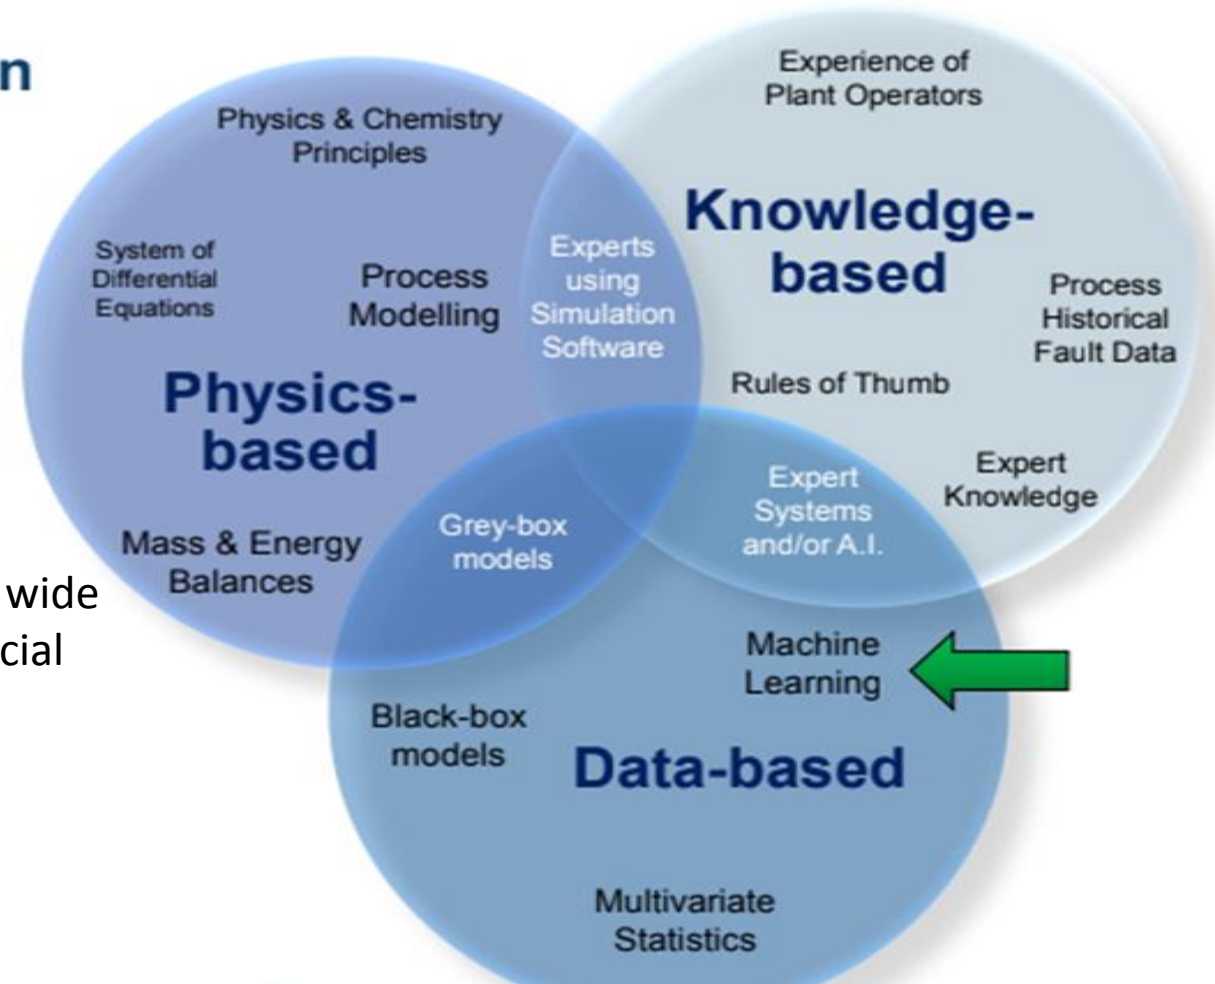 n
Experience of
Plant Operators
Physics & Chemistry
Principles
Knowledge-
based
System of
Differential
Equations
Process
Modelling
Experts
using
Simulation
Software
Process
Historical
Fault Data
Rules of Thumb
Physics-
based
Expert
Knowledge
Expert
Systems
and/or A.I.
Grey-box
models
Mass & Energy
Balances
wide
cial
Machine
Learning
Black-box
models
Data-based
Multivariate
Statistics